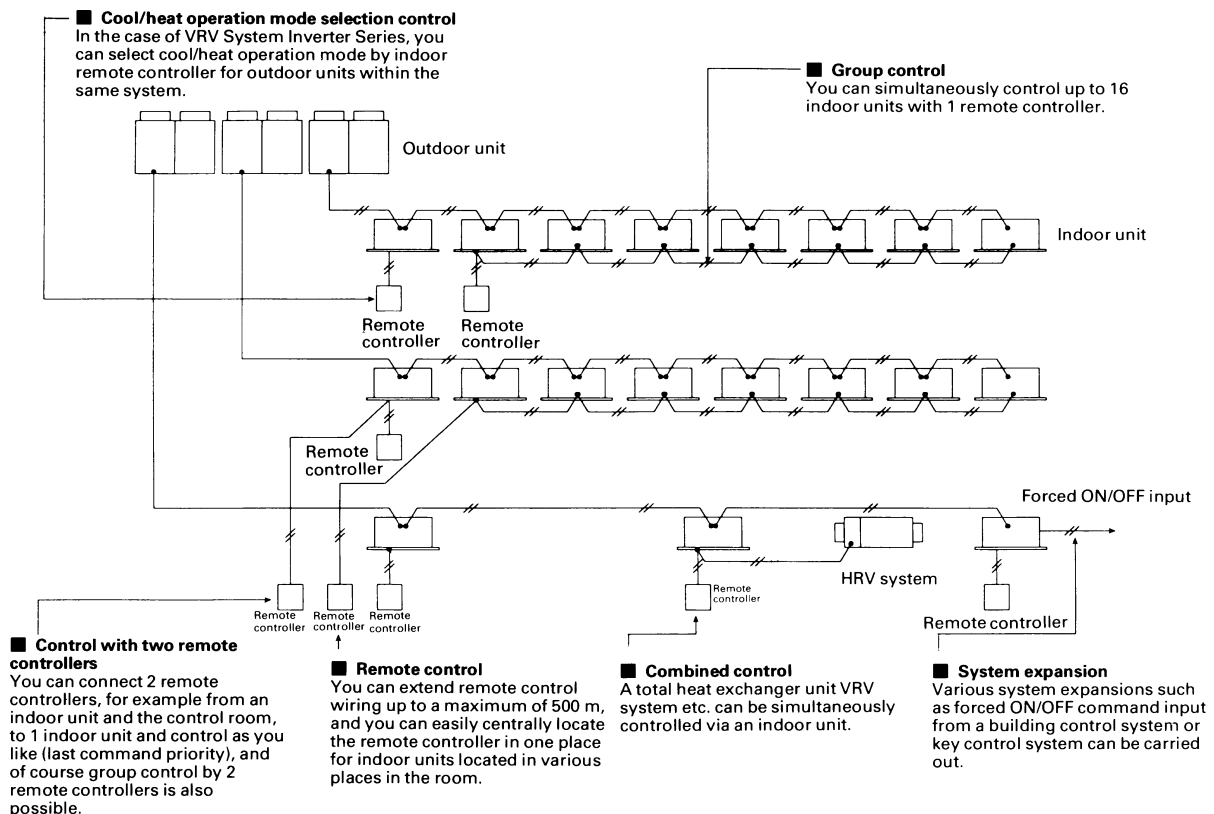 ■ Cool/heat operation mode selection control
In the case of VRV System Inverter Series, you
can select cool/heat operation mode by indoor
remote controller for outdoor units within the
same system.
■ Group control
You can simultaneously control up to 16
indoor units with 1 remote controller.
Outdoor unit
Indoor unit
Remote
controller
Remote
controller
Remote
controller
Forced ON/OFF input
HRV system
Remote
controller
Remote
controller
Remote
controller
Remote
controller
Remote controller
■ Control with two remote
controllers
You can connect 2 remote
controllers, for example from an
indoor unit and the control room,
to 1 indoor unit and control as you
like (last command priority), and
of course group control by 2
remote controllers is also
possible.
■ Remote control
You can extend remote control
wiring up to a maximum of 500 m,
and you can easily centrally locate
the remote controller in one place
for indoor units located in various
places in the room.
■ Combined control
A total heat exchanger unit VRV
system etc. can be simultaneously
controlled via an indoor unit.
■ System expansion
Various system expansions such
as forced ON/OFF command input
from a building control system or
key control system can be carried
out.